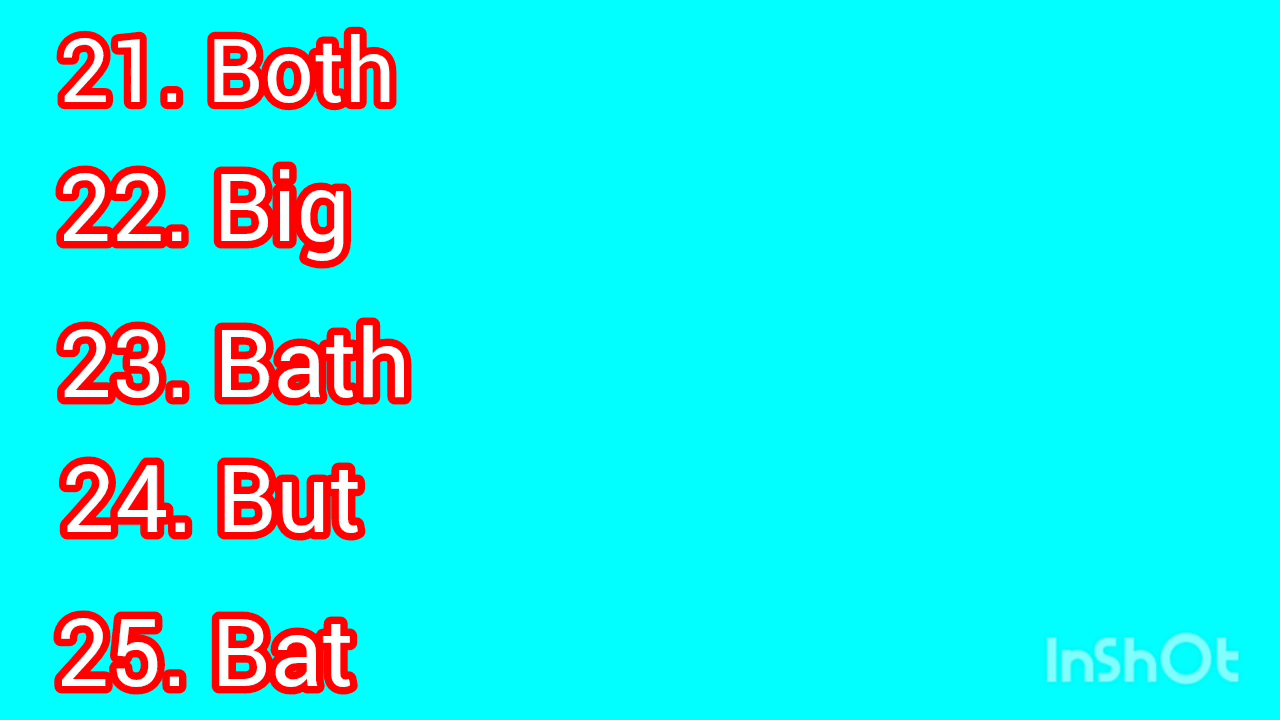 21. Both
22. Big
23. Bath
24. But
25. Bat
InShOt